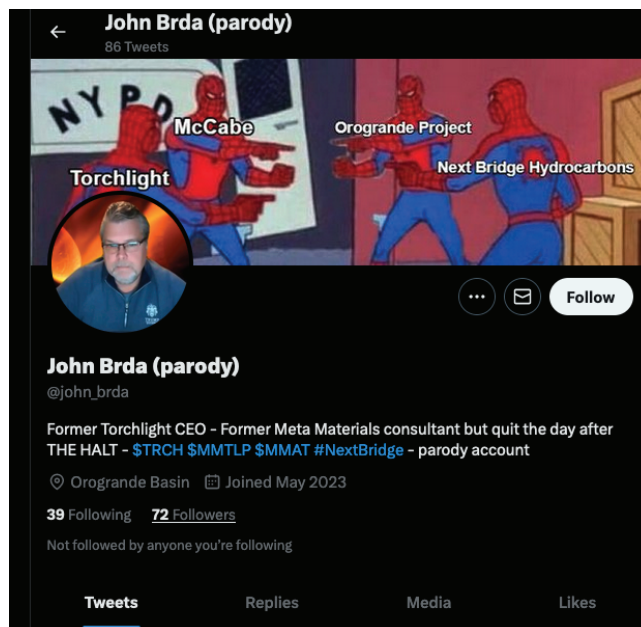 John Brda (parody)
86 Tweets
NYPD
McCabe
Orogrande Project
Torchlight
Next Bridge Hydrocarbons
Follow
John Brda (parody)
@john_brda
Former Torchlight CEO - Former Meta Materials consultant but quit the day after
THE HALT - $TRCH $MMTLP $MMAT #NextBridge - parody account
Orogrande Basin Joined May 2023
39 Following 72 Followers
Not followed by anyone you're following
Tweets Replies Media Likes